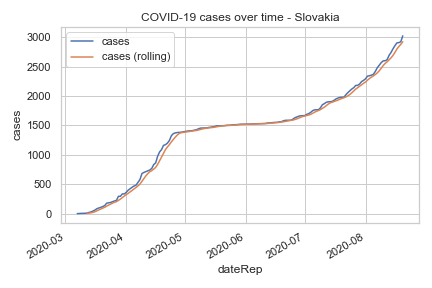 COVID-19 cases over time - Slovakia
cases
cases (rolling)
3000
2500
2000
1500
1000
500
0
cases
2020-03
2020-04
2020-05
2020-06
2020-07
2020-08
dateRep